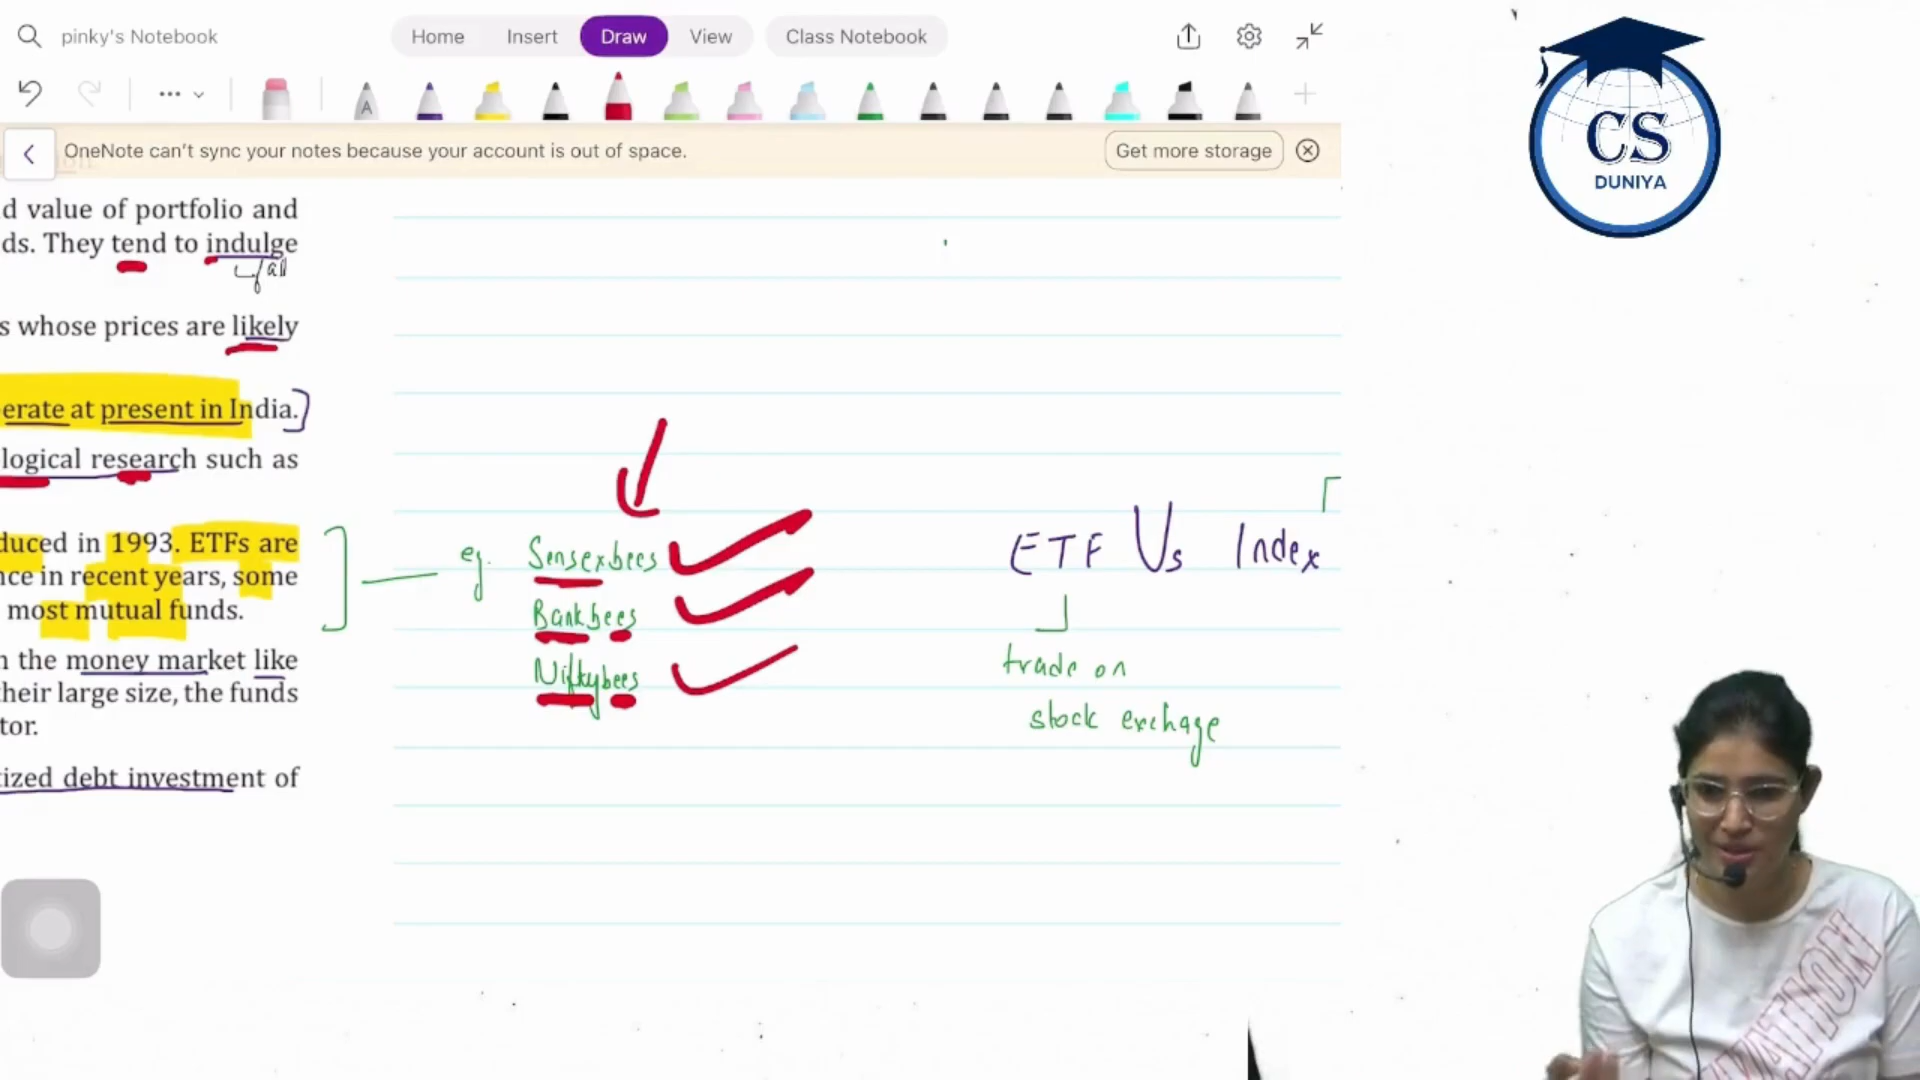 pinky's Notebook
Home
Insert
Draw
View
Class Notebook
A
OneNote can't sync your notes because your account is out of space.
Get more storage
CS
DUNIYA
d value of portfolio and
ds. They tend to indulge
s whose prices are likely
erate at present in India.
logical research such as
duced in 1993. ETFs are
nce in recent years, some
most mutual funds.
n the money market like
their large size, the funds
tor.
ized debt investment of
eg. Sensexbees
Bankbees
Niftybees
ETF Vs Index
trade on
stock exchage
VATION